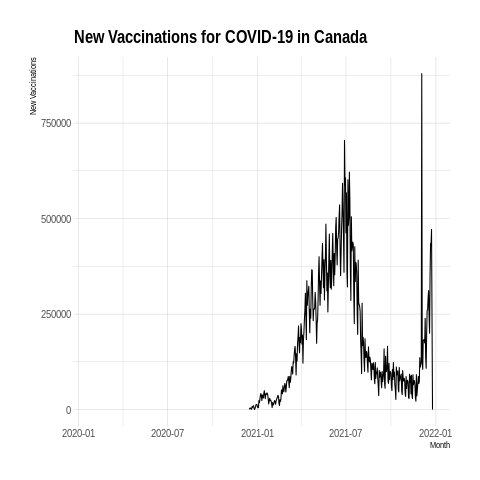 New Vaccinations for COVID-19 in Canada
New Vaccinations
750000
500000
250000
0
2020-01 2020-07 2021-01 2021-07 2022-01
Month